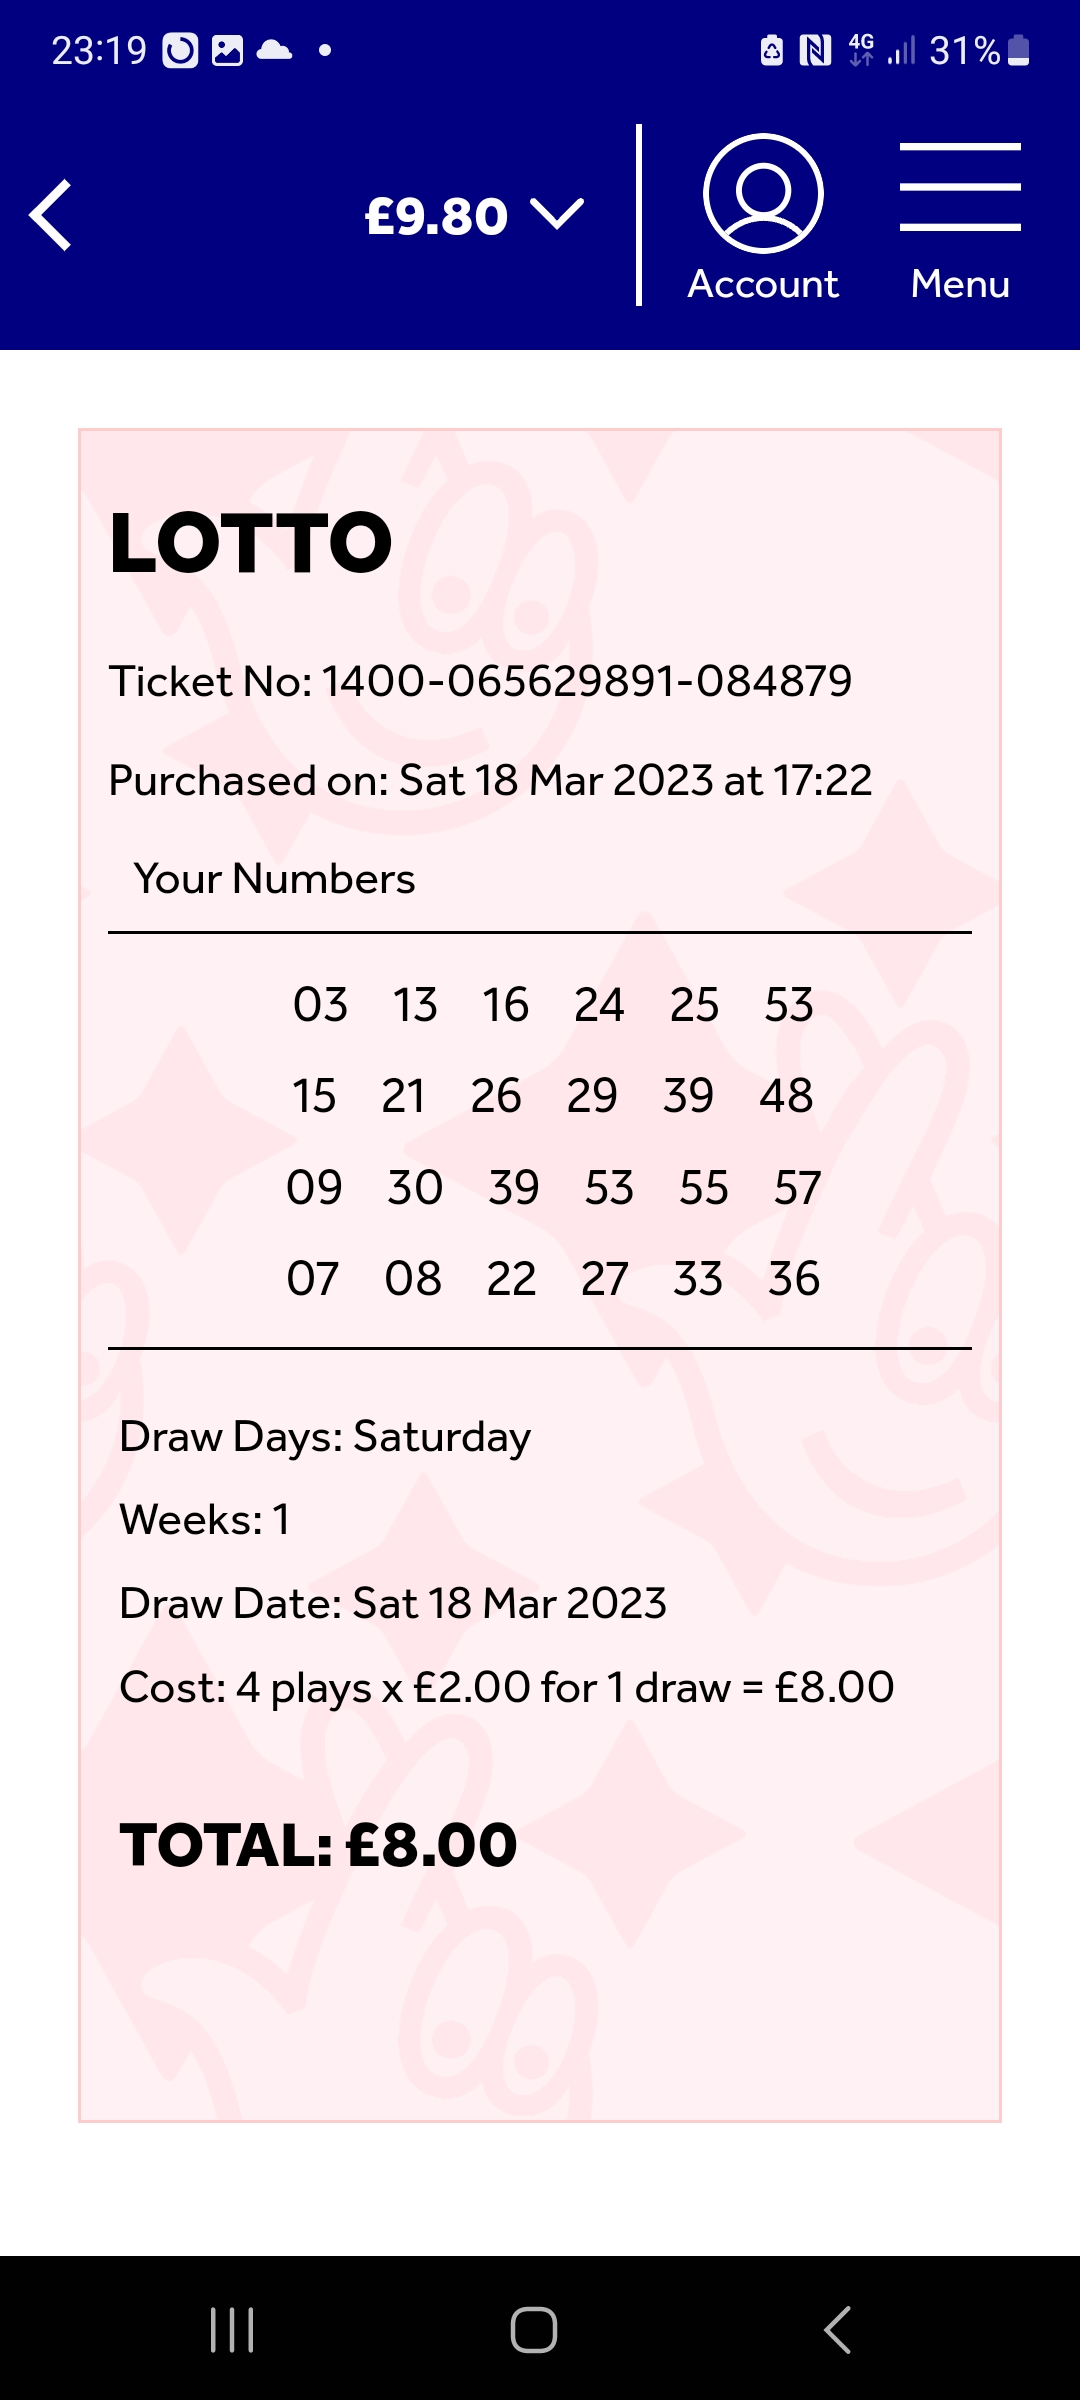 23:19 4G 31%
£9.80
Account Menu
LOTTO
Ticket No: 1400-065629891-084879
Purchased on: Sat 18 Mar 2023 at 17:22
Your Numbers
03 13 16 24 25 53
15 21 26 29 39 48
09 30 39 53 55 57
07 08 22 27 33 36
Draw Days: Saturday
Weeks: 1
Draw Date: Sat 18 Mar 2023
Cost: 4 plays x £2.00 for 1 draw = £8.00
TOTAL: £8.00